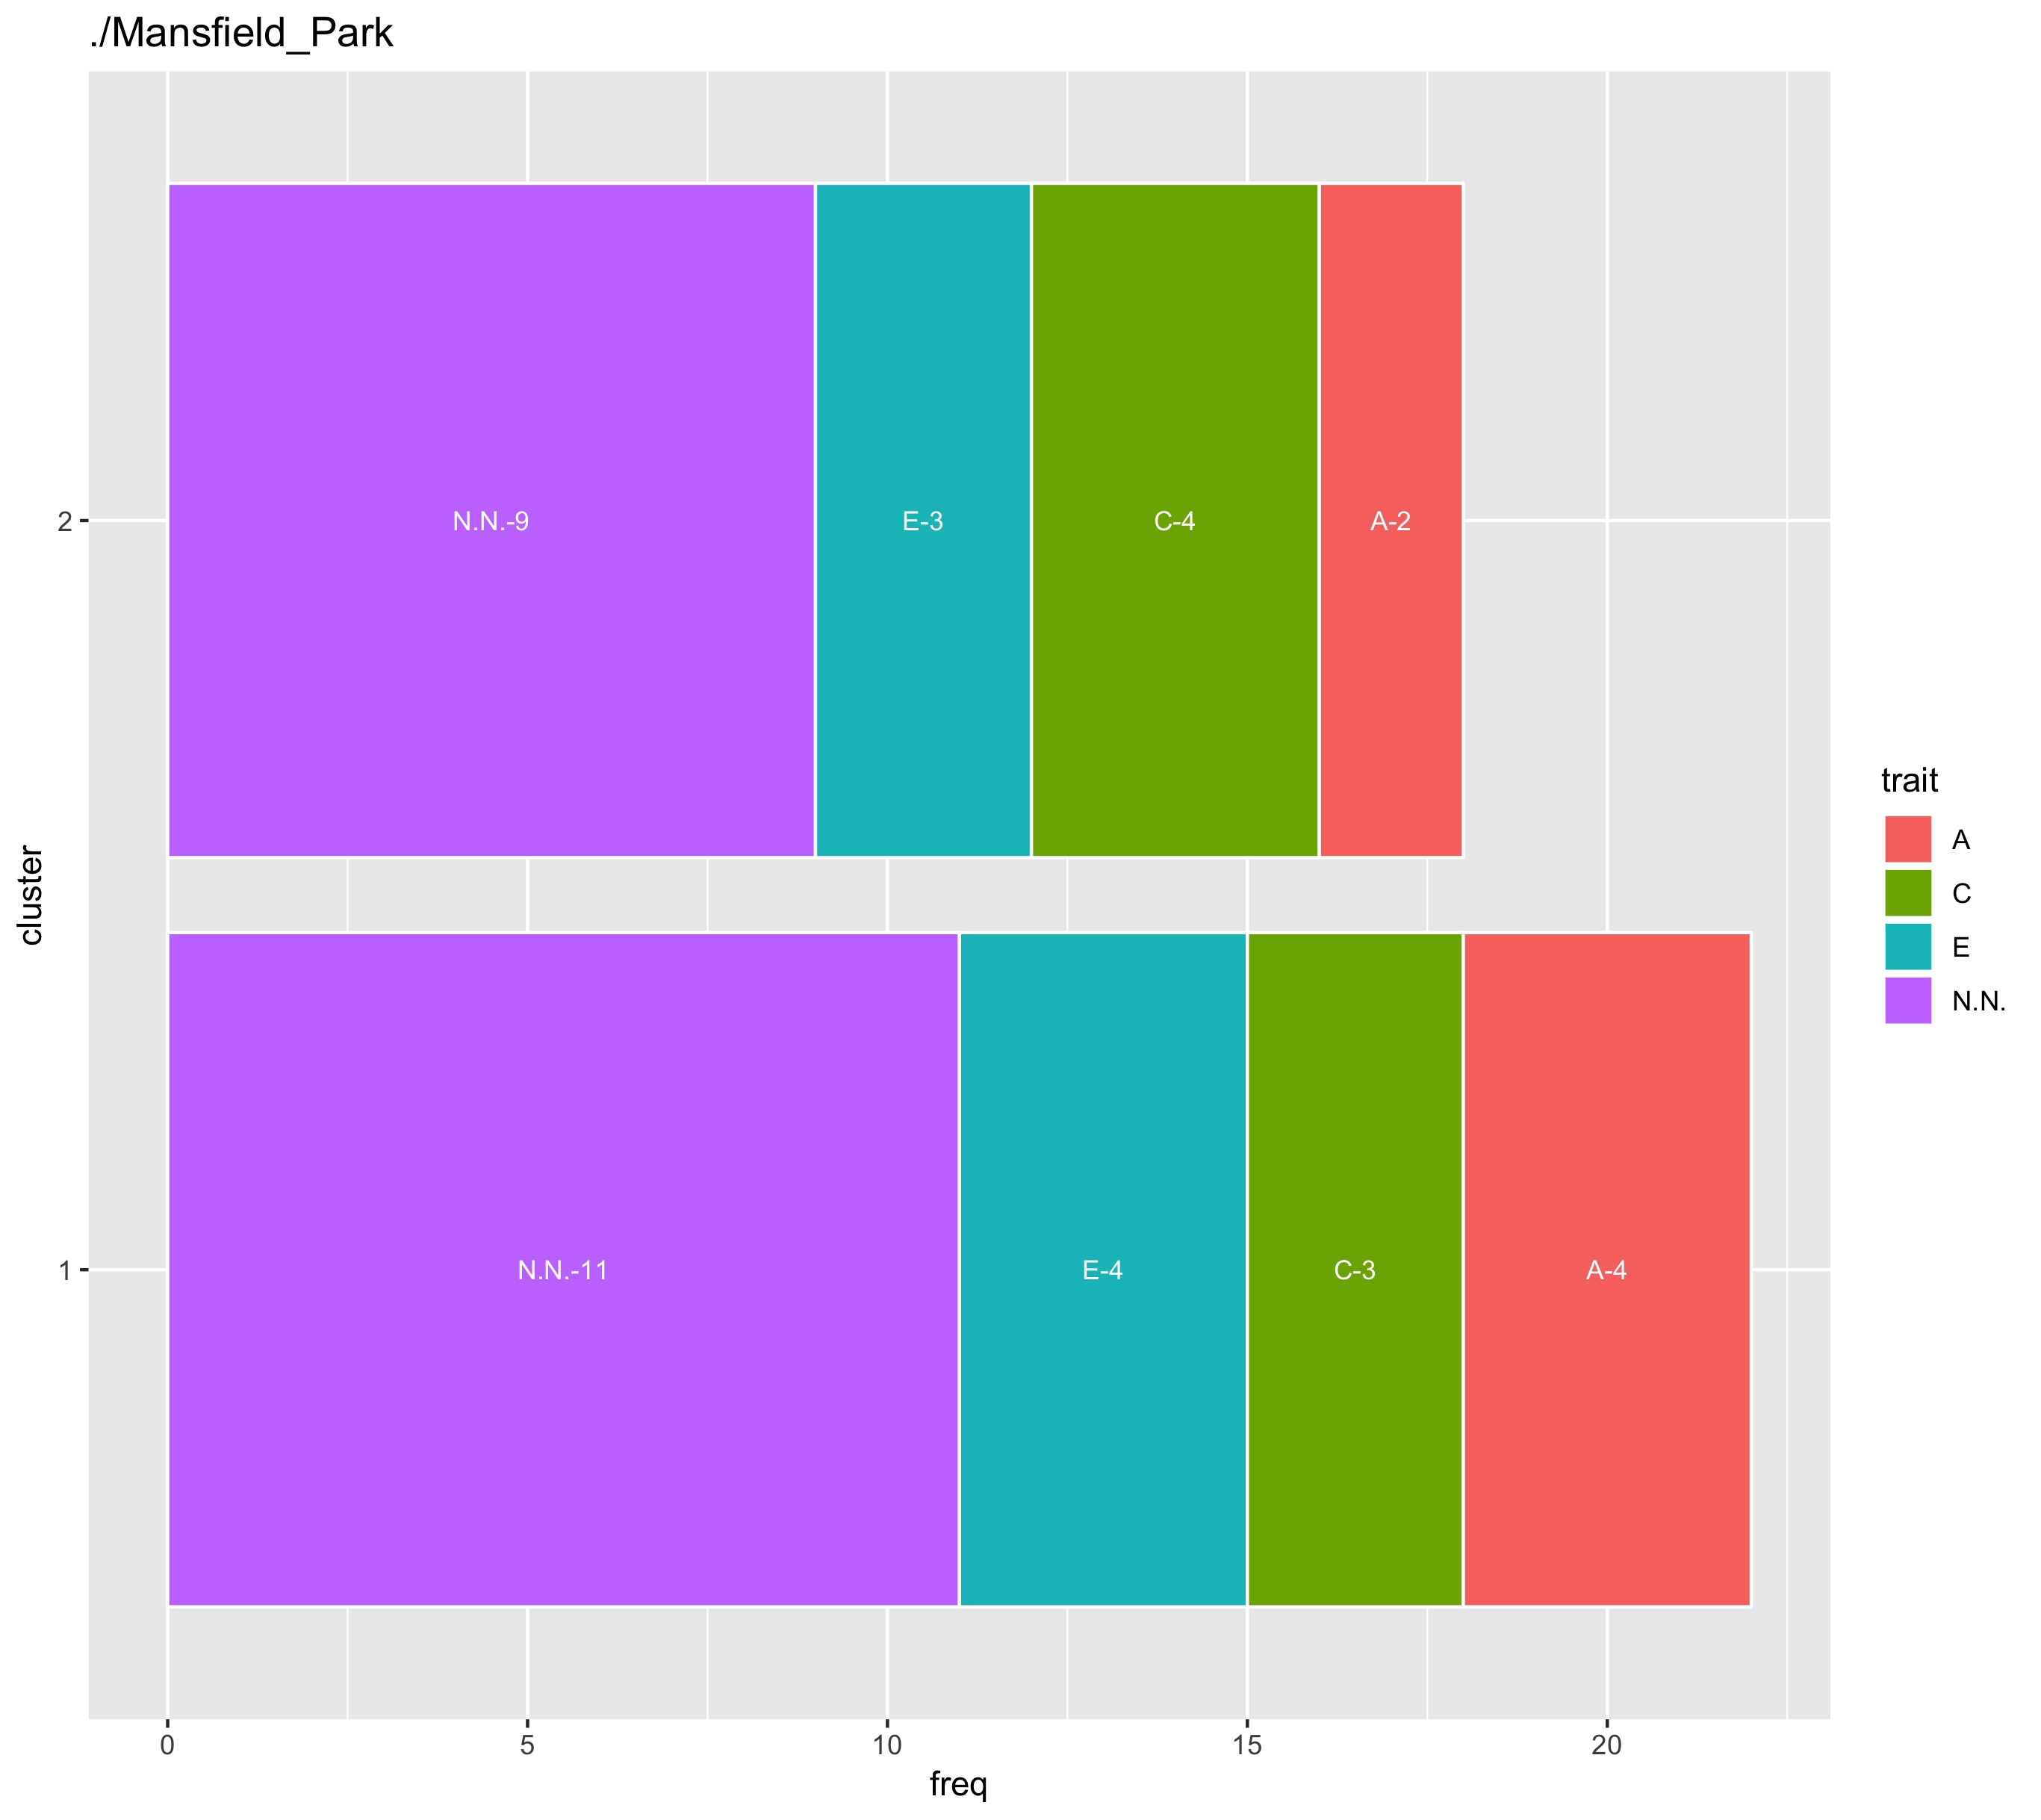 ./Mansfield_Park
cluster
2
N.N.-9
E-3
C-4
A-2
1
N.N.-11
E-4
C-3
A-4
0
5
10
15
20
freq
trait
A
C
E
N.N.